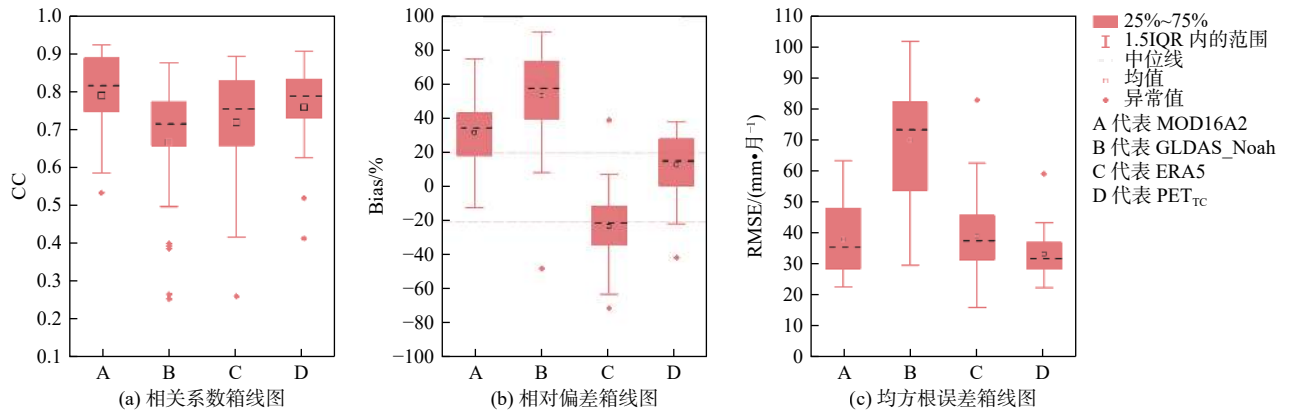 CC
1.0
0.9
0.8
0.7
0.6
0.5
0.4
0.3
0.2
0.1
A B C D
(a) 相关系数箱线图
Bias/%
100
80
60
40
20
0
−20
−40
−60
−80
−100
A B C D
(b) 相对偏差箱线图
RMSE/(mm•月⁻¹)
110
100
90
80
70
60
50
40
30
20
10
0
A B C D
(c) 均方根误差箱线图
25%~75%
1.5IQR 内的范围
中位线
均值
异常值
A 代表 MOD16A2
B 代表 GLDAS_Noah
C 代表 ERA5
D 代表 PET_TC